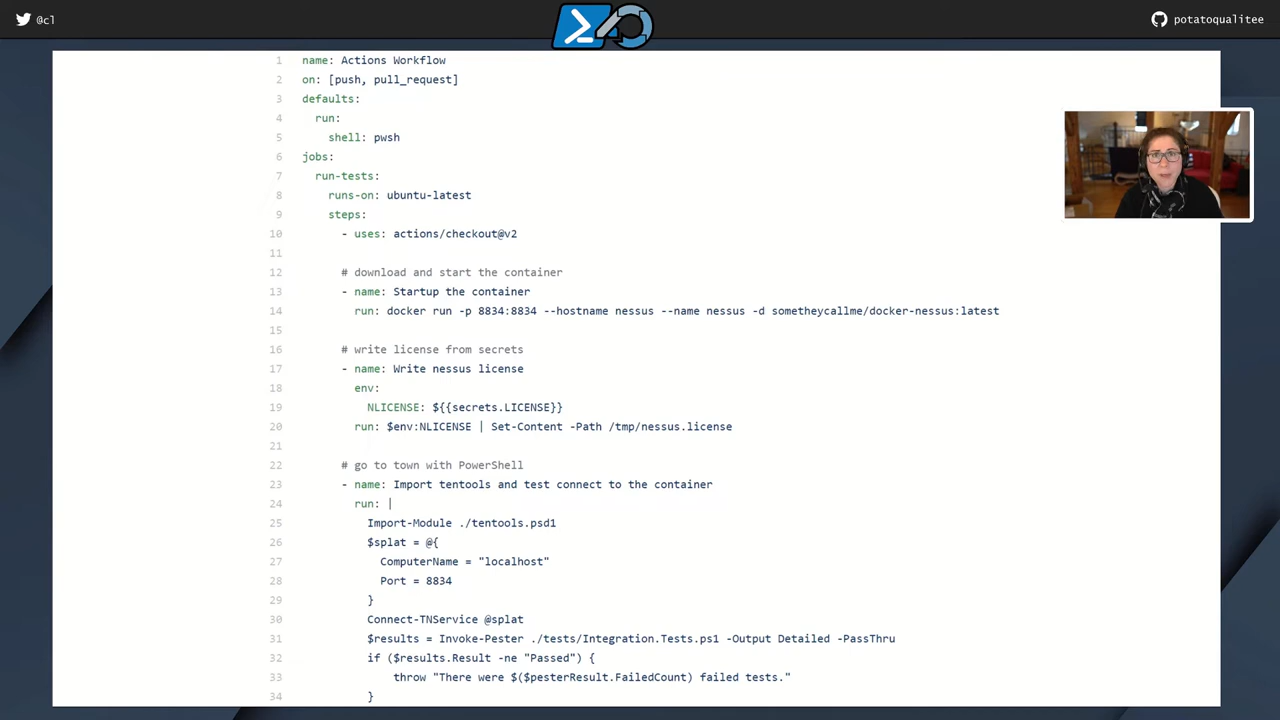 @cl
potatoqualitee
1 name: Actions Workflow
2 on: [push, pull_request]
3 defaults:
4 run:
5 shell: pwsh
6 jobs:
7 run-tests:
8 runs-on: ubuntu-latest
9 steps:
10 - uses: actions/checkout@v2
11
12 # download and start the container
13 - name: Startup the container
14 run: docker run -p 8834:8834 --hostname nessus --name nessus -d sometheycallme/docker-nessus:latest
15
16 # write license from secrets
17 - name: Write nessus license
18 env:
19 NLICENSE: ${{secrets.LICENSE}}
20 run: $env:NLICENSE | Set-Content -Path /tmp/nessus.license
21
22 # go to town with PowerShell
23 - name: Import tentools and test connect to the container
24 run: |
25 Import-Module ./tentools.psd1
26 $splat = @{
27 ComputerName = "localhost"
28 Port = 8834
29 }
30 Connect-TNService @splat
31 $results = Invoke-Pester ./tests/Integration.Tests.ps1 -Output Detailed -PassThru
32 if ($results.Result -ne "Passed") {
33 throw "There were $($pesterResult.FailedCount) failed tests."
34 }